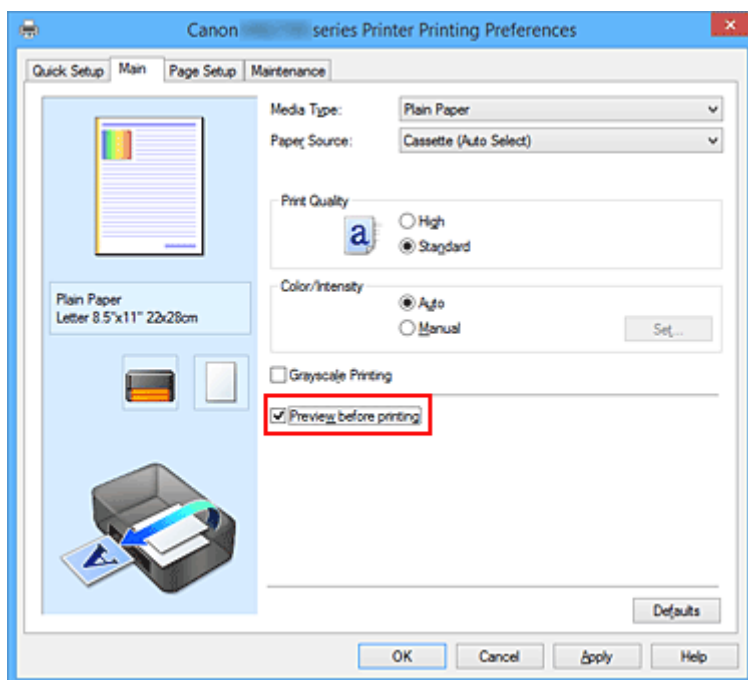 Canon series Printer Printing Preferences
Quick Setup Main Page Setup Maintenance
Media Type: Plain Paper
Paper Source: Cassette (Auto Select)
Print Quality
a
High
Standard
Color/Intensity
Auto
Manual
Set...
Plain Paper
Letter 8.5"x11" 22x28cm
Grayscale Printing
Preview before printing
A
Defaults
OK Cancel Apply Help